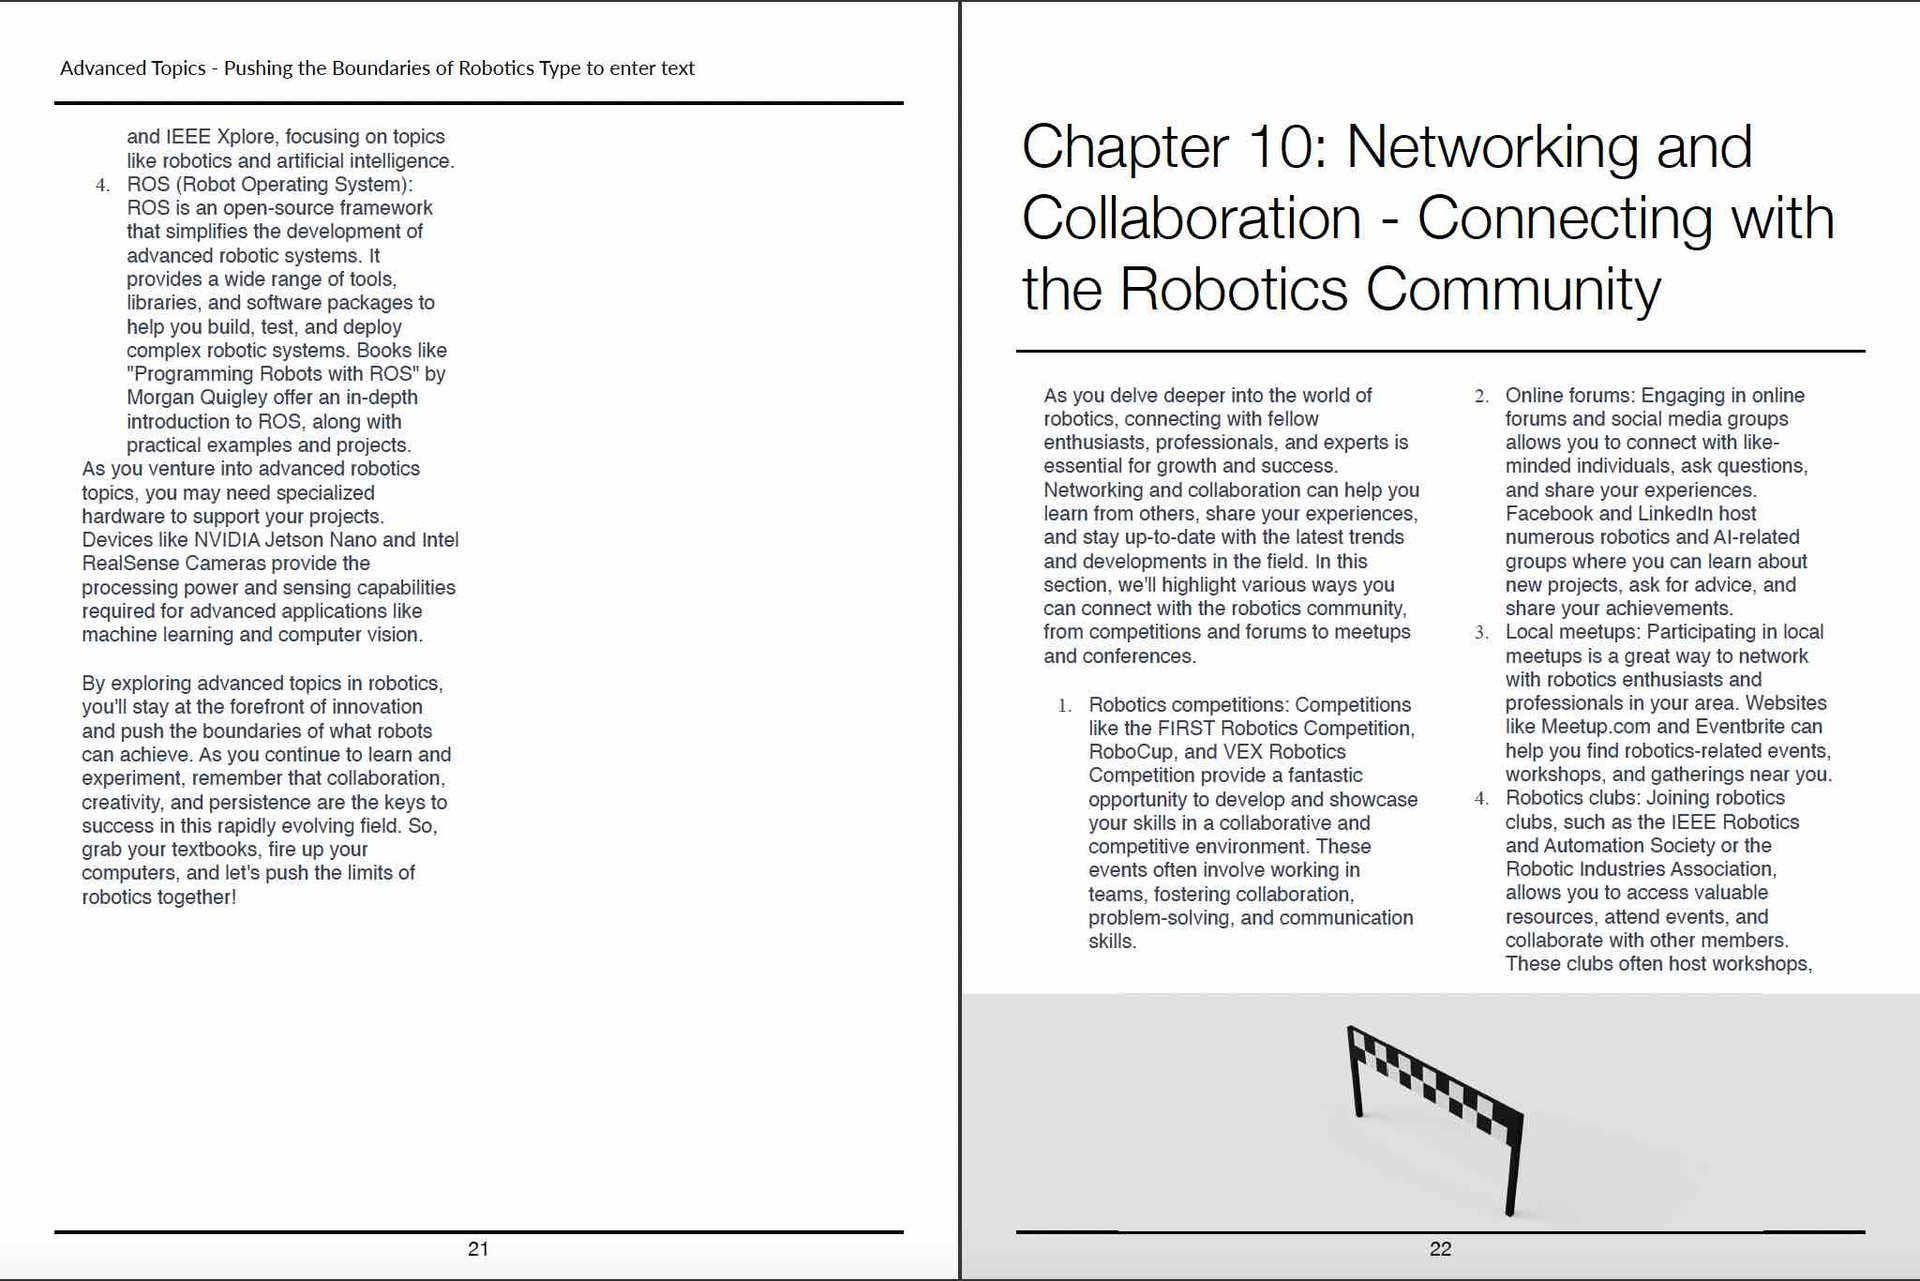 Advanced Topics - Pushing the Boundaries of Robotics Type to enter text
and IEEE Xplore, focusing on topics
like robotics and artificial intelligence.
4. ROS (Robot Operating System):
ROS is an open-source framework
that simplifies the development of
advanced robotic systems. It
provides a wide range of tools,
libraries, and software packages to
help you build, test, and deploy
complex robotic systems. Books like
"Programming Robots with ROS" by
Morgan Quigley offer an in-depth
introduction to ROS, along with
practical examples and projects.
As you venture into advanced robotics
topics, you may need specialized
hardware to support your projects.
Devices like NVIDIA Jetson Nano and Intel
RealSense Cameras provide the
processing power and sensing capabilities
required for advanced applications like
machine learning and computer vision.
By exploring advanced topics in robotics,
you'll stay at the forefront of innovation
and push the boundaries of what robots
can achieve. As you continue to learn and
experiment, remember that collaboration,
creativity, and persistence are the keys to
success in this rapidly evolving field. So,
grab your textbooks, fire up your
computers, and let's push the limits of
robotics together!
21
Chapter 10: Networking and
Collaboration - Connecting with
the Robotics Community
As you delve deeper into the world of
robotics, connecting with fellow
enthusiasts, professionals, and experts is
essential for growth and success.
Networking and collaboration can help you
learn from others, share your experiences,
and stay up-to-date with the latest trends
and developments in the field. In this
section, we'll highlight various ways you
can connect with the robotics community,
from competitions and forums to meetups
and conferences.
1. Robotics competitions: Competitions
like the FIRST Robotics Competition,
RoboCup, and VEX Robotics
Competition provide a fantastic
opportunity to develop and showcase
your skills in a collaborative and
competitive environment. These
events often involve working in
teams, fostering collaboration,
problem-solving, and communication
skills.
2. Online forums: Engaging in online
forums and social media groups
allows you to connect with like-
minded individuals, ask questions,
and share your experiences.
Facebook and LinkedIn host
numerous robotics and AI-related
groups where you can learn about
new projects, ask for advice, and
share your achievements.
3. Local meetups: Participating in local
meetups is a great way to network
with robotics enthusiasts and
professionals in your area. Websites
like Meetup.com and Eventbrite can
help you find robotics-related events,
workshops, and gatherings near you.
4. Robotics clubs: Joining robotics
clubs, such as the IEEE Robotics
and Automation Society or the
Robotic Industries Association,
allows you to access valuable
resources, attend events, and
collaborate with other members.
These clubs often host workshops,
22